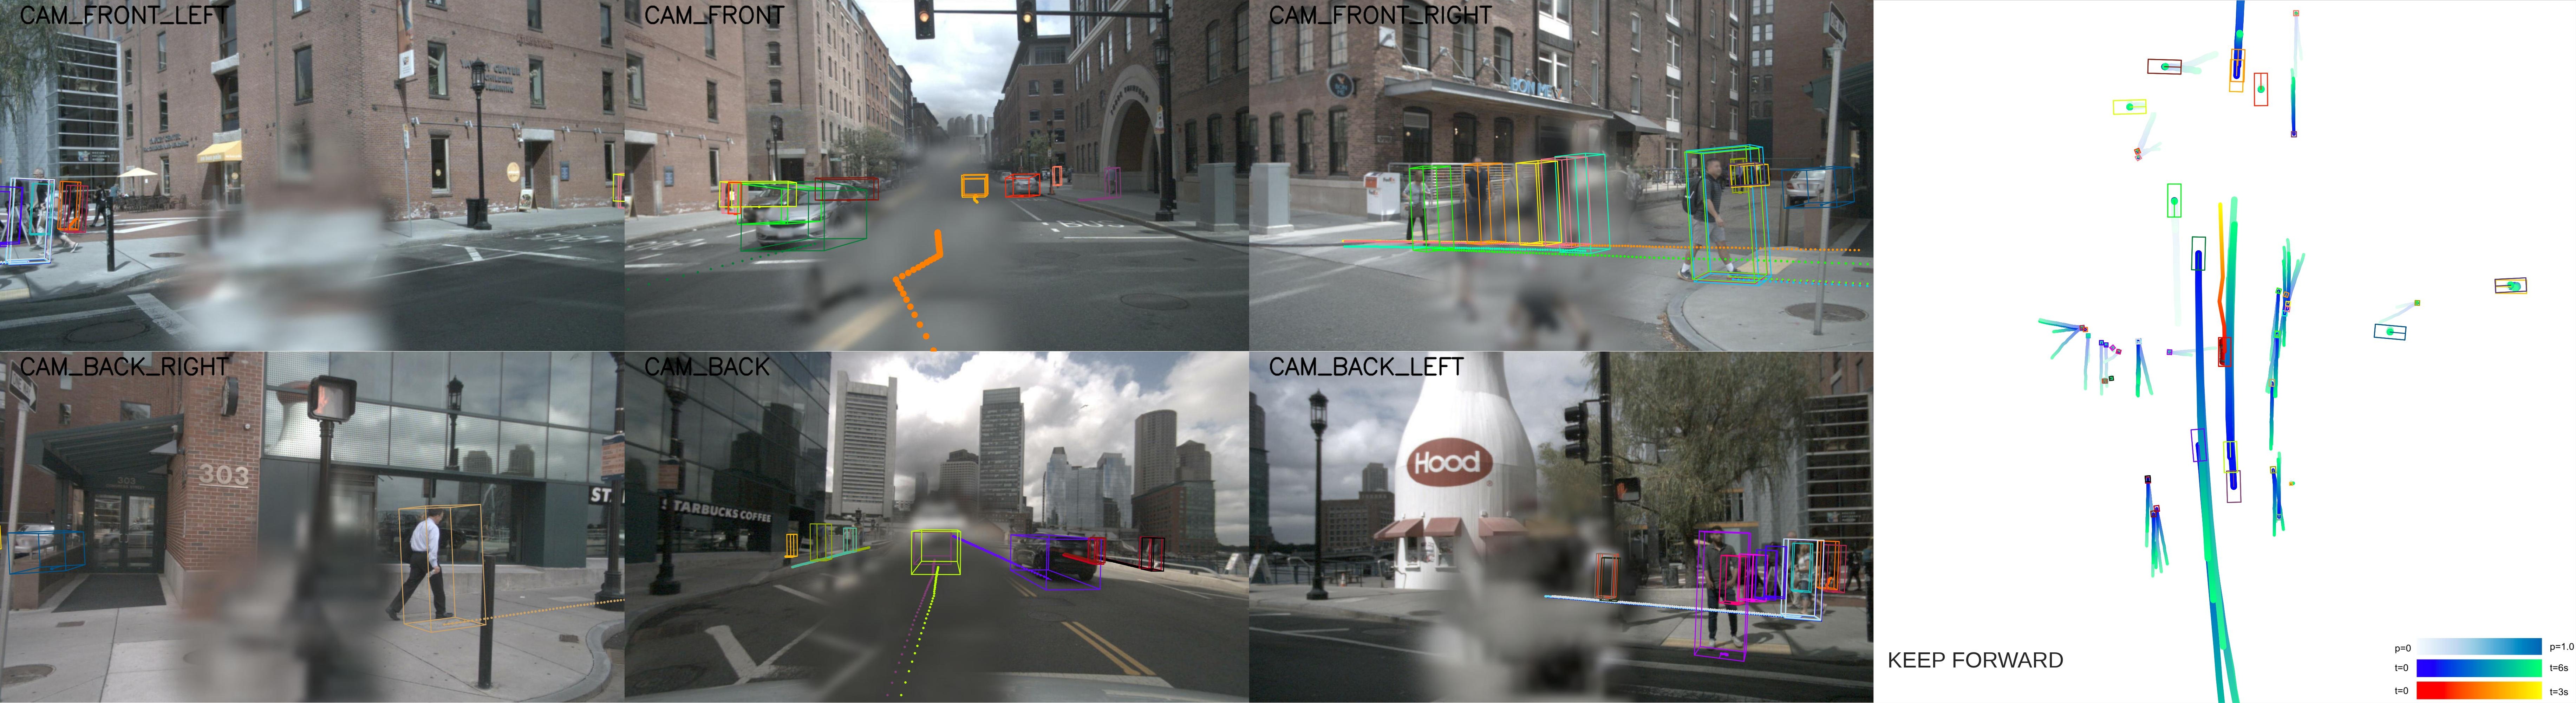 CAM_FRONT_LEFT
CAM_FRONT
CAM_FRONT_RIGHT
BON ME
CAM_BACK_RIGHT
303
CAM_BACK
STARBUCKS COFFEE
CAM_BACK_LEFT
Hood
KEEP FORWARD
p=0
p=1.0
t=0
t=6s
t=0
t=3s